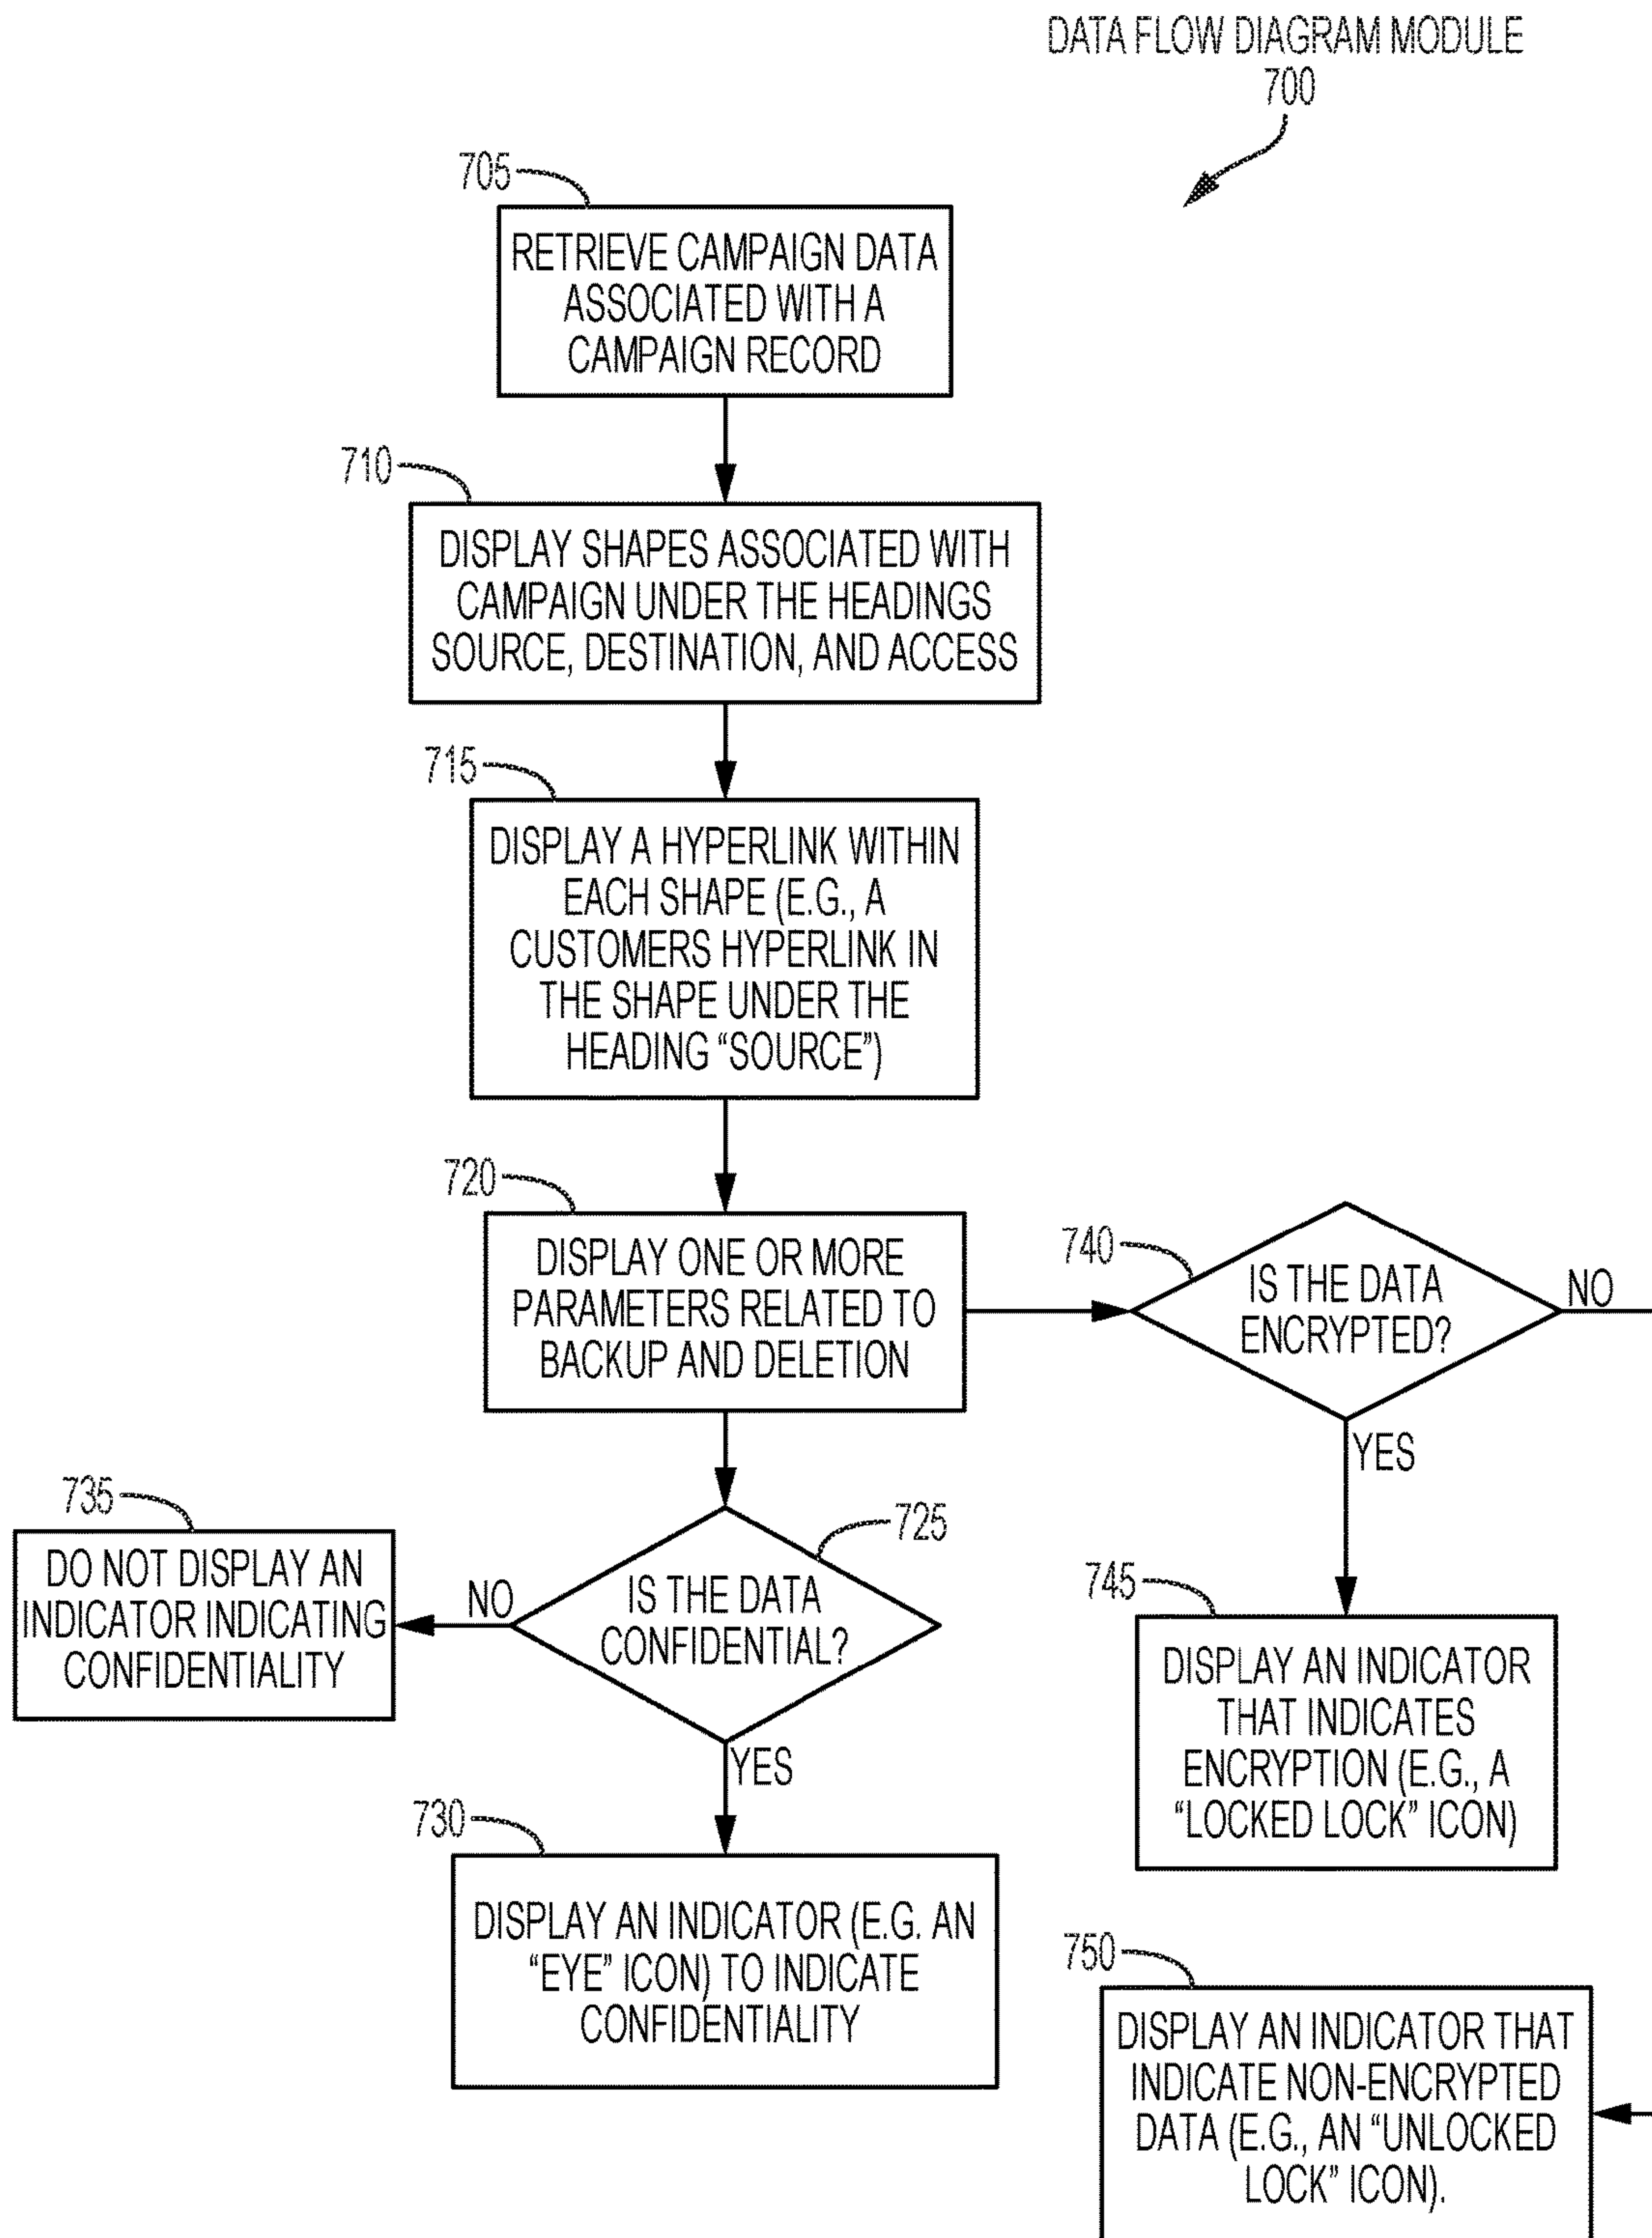 DATA FLOW DIAGRAM MODULE
700
705
RETRIEVE CAMPAIGN DATA
ASSOCIATED WITH A
CAMPAIGN RECORD
710
DISPLAY SHAPES ASSOCIATED WITH
CAMPAIGN UNDER THE HEADINGS
SOURCE, DESTINATION, AND ACCESS
715
DISPLAY A HYPERLINK WITHIN
EACH SHAPE (E.G., A
CUSTOMERS HYPERLINK IN
THE SHAPE UNDER THE
HEADING “SOURCE”)
720
DISPLAY ONE OR MORE
PARAMETERS RELATED TO
BACKUP AND DELETION
740
IS THE DATA
ENCRYPTED?
NO
YES
735
DO NOT DISPLAY AN
INDICATOR INDICATING
CONFIDENTIALITY
NO
725
IS THE DATA
CONFIDENTIAL?
YES
745
DISPLAY AN INDICATOR
THAT INDICATES
ENCRYPTION (E.G., A
“LOCKED LOCK” ICON)
730
DISPLAY AN INDICATOR (E.G. AN
“EYE” ICON) TO INDICATE
CONFIDENTIALITY
750
DISPLAY AN INDICATOR THAT
INDICATE NON-ENCRYPTED
DATA (E.G., AN “UNLOCKED
LOCK” ICON).